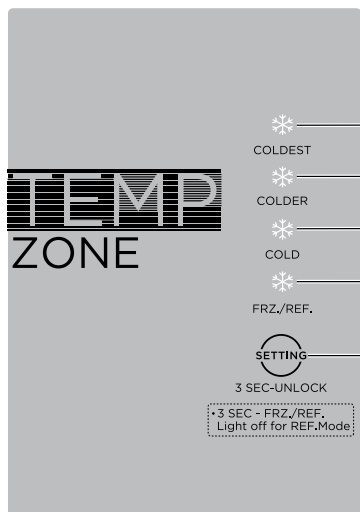 COLDEST
COLDER
TEMP
ZONE
COLD
FRZ./REF.
SETTING
3 SEC-UNLOCK
•3 SEC - FRZ./REF.
Light off for REF.Mode